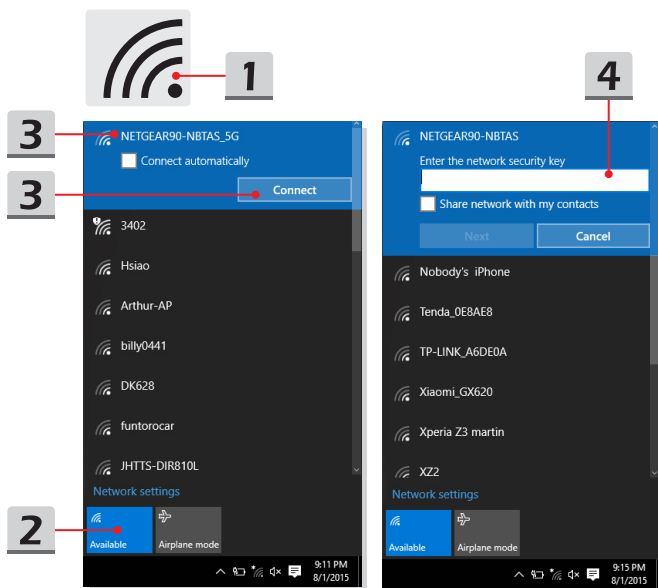 1
3
NETGEAR90-NBTAS_5G
Connect automatically
3
Connect
3402
Hsiao
Arthur-AP
billy0441
DK628
funtorocar
JHTTS-DIR810L
Network settings
2
Available
Airplane mode
9:11 PM
8/1/2015
4
NETGEAR90-NBTAS
Enter the network security key
Share network with my contacts
Next
Cancel
Nobody's iPhone
Tenda_0E8AE8
TP-LINK_A6DE0A
Xiaomi_GX620
Xperia Z3 martin
XZ2
Network settings
Available
Airplane mode
9:15 PM
8/1/2015